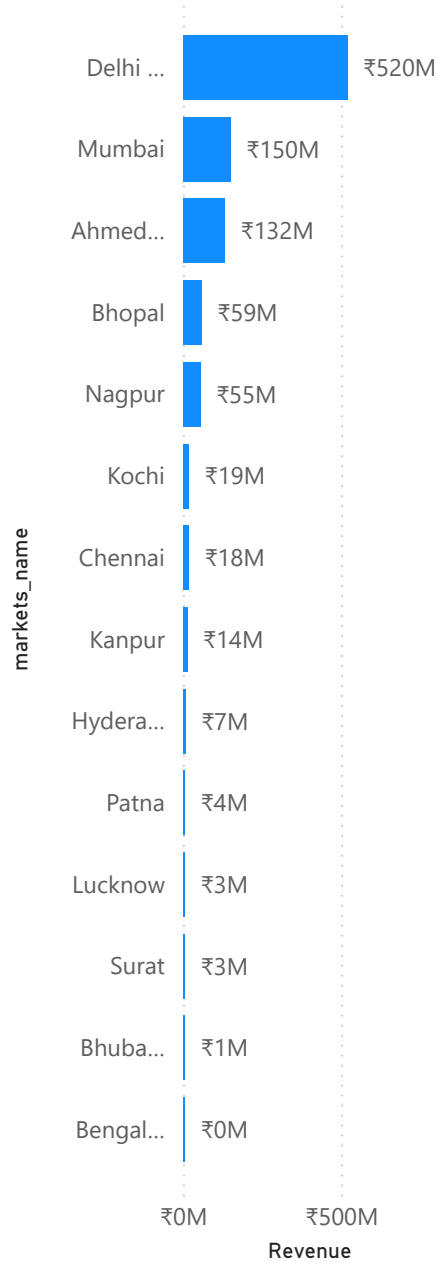 Delhi ... ₹520M
Mumbai ₹150M
Ahmed... ₹132M
Bhopal ₹59M
Nagpur ₹55M
Kochi ₹19M
Chennai ₹18M
Kanpur ₹14M
Hydera... ₹7M
Patna ₹4M
Lucknow ₹3M
Surat ₹3M
Bhuba... ₹1M
Bengal... ₹0M
markets_name
₹0M ₹500M
Revenue